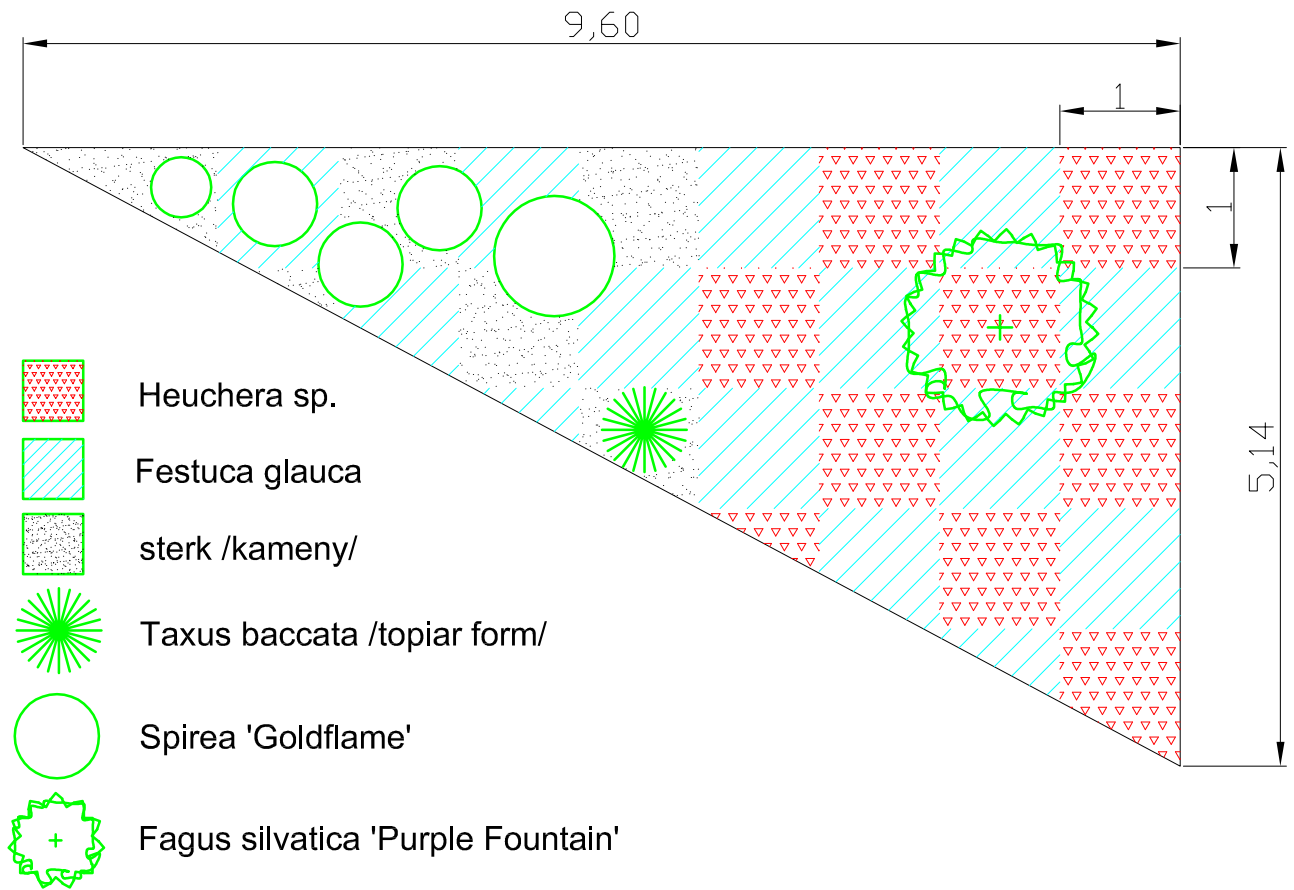 9,60
1
1
5,14
Heuchera sp.
Festuca glauca
sterk /kameny/
Taxus baccata /topiar form/
Spirea 'Goldflame'
Fagus silvatica 'Purple Fountain'